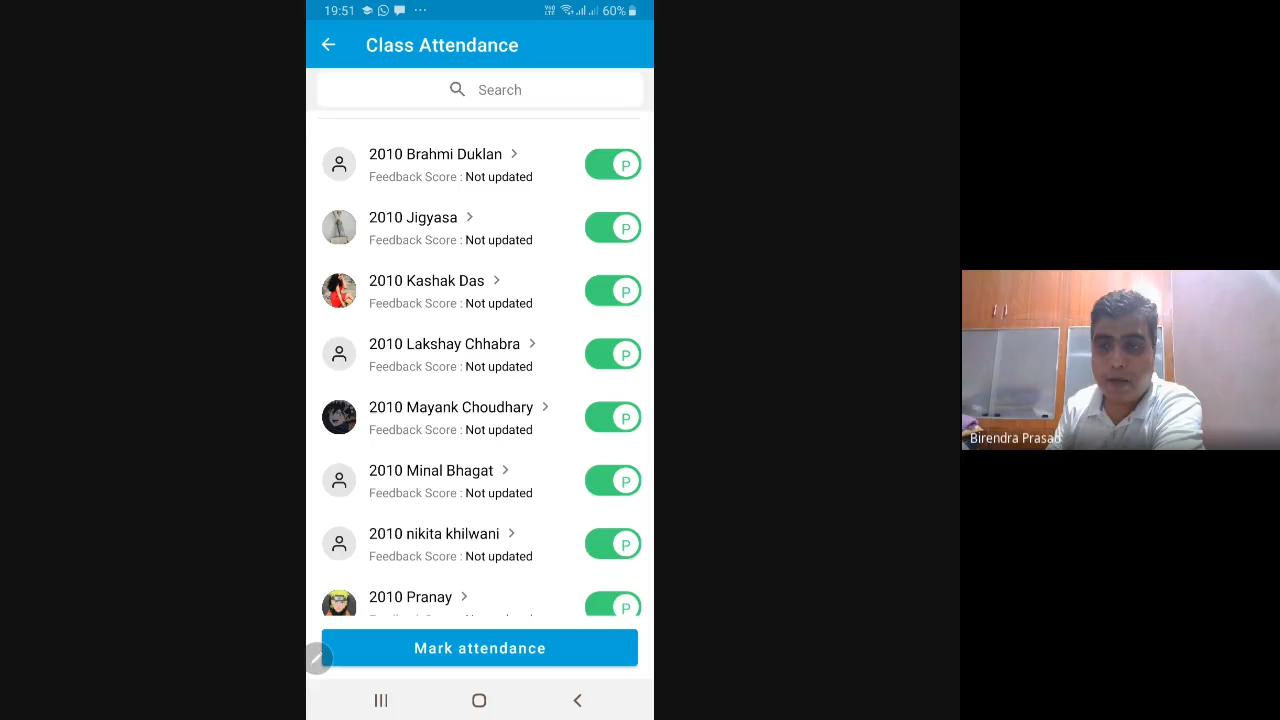 19:51 ... 60%
Class Attendance
Search
2010 Brahmi Duklan
Feedback Score : Not updated
P
2010 Jigyasa
Feedback Score : Not updated
P
2010 Kashak Das
Feedback Score : Not updated
P
2010 Lakshay Chhabra
Feedback Score : Not updated
P
2010 Mayank Choudhary
Feedback Score : Not updated
P
2010 Minal Bhagat
Feedback Score : Not updated
P
2010 nikita khilwani
Feedback Score : Not updated
P
2010 Pranay
P
Mark attendance
Birendra Prasad